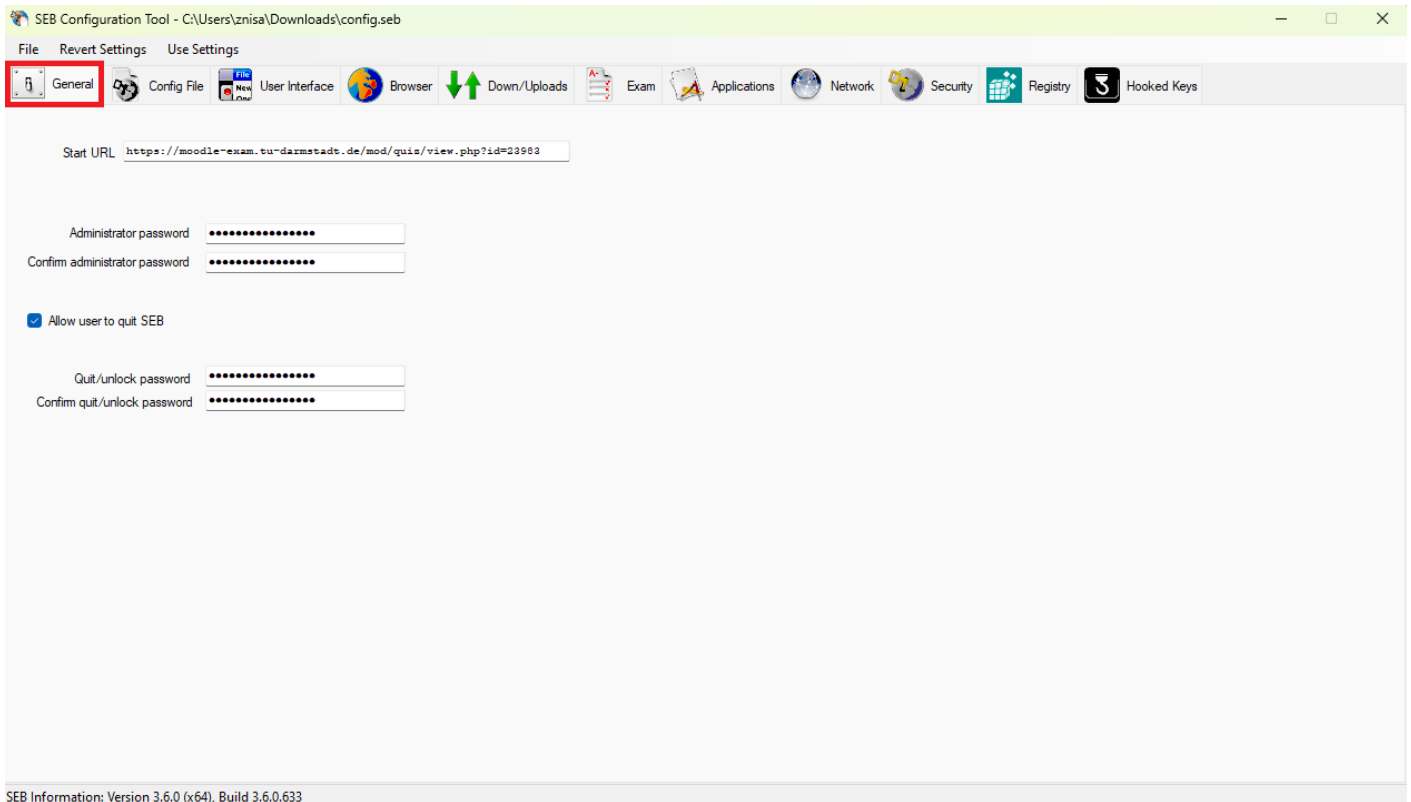 SEB Configuration Tool - C:\Users\znisa\Downloads\config.seb
File Revert Settings Use Settings
General Config File User Interface Browser Down/Uploads Exam Applications Network Security Registry Hooked Keys
Start URL https://moodle-exam.tu-darmstadt.de/mod/quiz/view.php?id=23983
Administrator password ●●●●●●●●●●●●●●●●
Confirm administrator password ●●●●●●●●●●●●●●●●
Allow user to quit SEB
Quit/unlock password ●●●●●●●●●●●●●●●●
Confirm quit/unlock password ●●●●●●●●●●●●●●●●
SEB Information: Version 3.6.0 (x64), Build 3.6.0.633